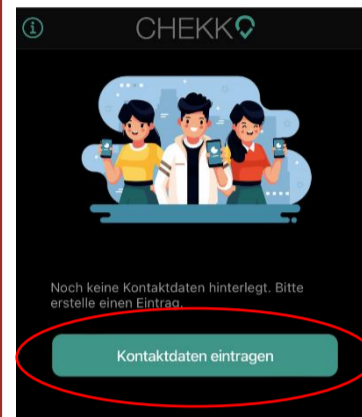 CHEKK
Noch keine Kontaktdaten hinterlegt. Bitte
erstelle einen Eintrag.
Kontaktdaten eintragen